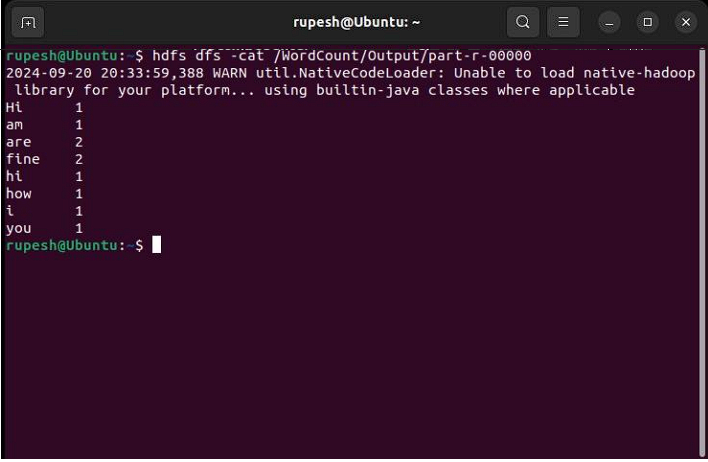 rupesh@Ubuntu: ~
rupesh@Ubuntu:~$ hdfs dfs -cat /WordCount/Output/part-r-00000
2024-09-20 20:33:59,388 WARN util.NativeCodeLoader: Unable to load native-hadoop
library for your platform... using builtin-java classes where applicable
Hi 1
am 1
are 2
fine 2
hi 1
how 1
i 1
you 1
rupesh@Ubuntu:~$